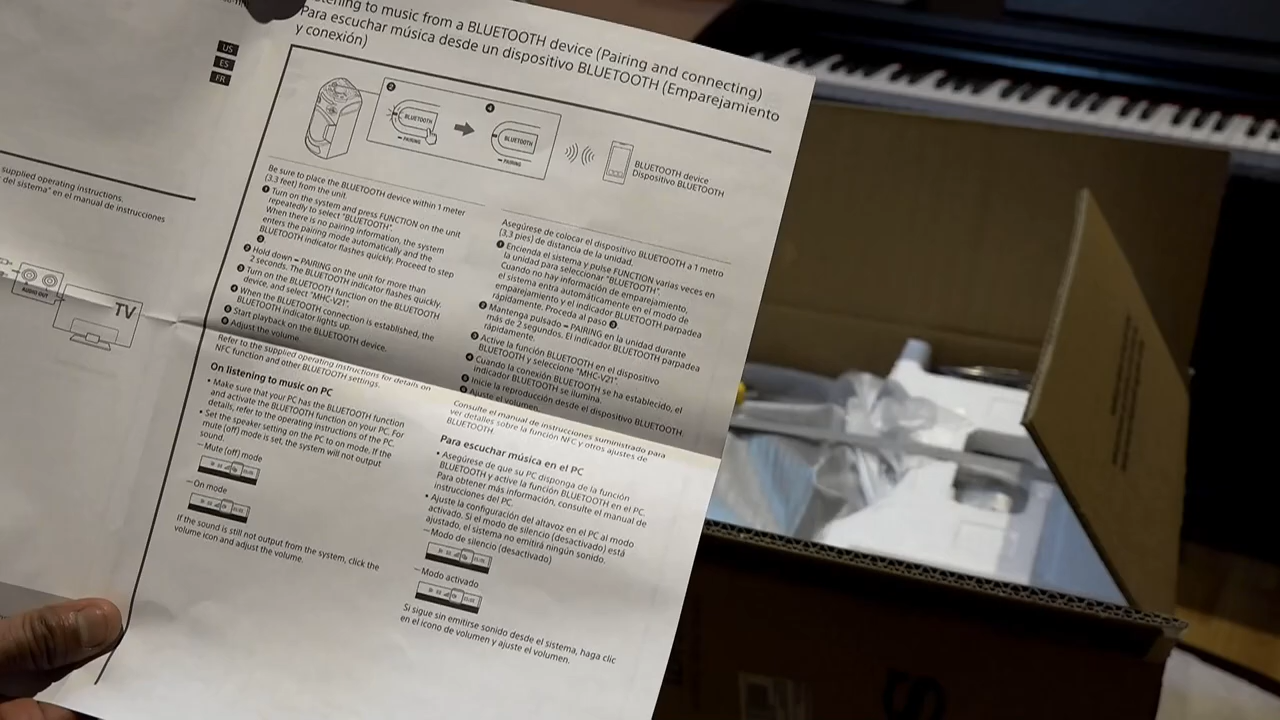 US
ES
FR
supplied operating instructions.
del sistema" en el manual de instrucciones
AUDIO OUT
TV
to music from a BLUETOOTH device (Pairing and connecting)
Para escuchar música desde un dispositivo BLUETOOTH (Emparejamiento
y conexión)
2
BLUETOOTH
PAIRING
4
BLUETOOTH
PAIRING
BLUETOOTH device
Dispositivo BLUETOOTH
Be sure to place the BLUETOOTH device within 1 meter
(3.3 feet) from the unit.
1 Turn on the system and press FUNCTION on the unit
repeatedly to select "BLUETOOTH".
When there is no pairing information, the system
enters the pairing mode automatically and the
BLUETOOTH indicator flashes quickly. Proceed to step
3.
2 Hold down – PAIRING on the unit for more than
2 seconds. The BLUETOOTH indicator flashes quickly.
3 Turn on the BLUETOOTH function on the BLUETOOTH
device, and select "MHC-V21".
4 When the BLUETOOTH connection is established, the
BLUETOOTH indicator lights up.
5 Start playback on the BLUETOOTH device.
6 Adjust the volume.
Refer to the supplied operating instructions for details on
NFC function and other BLUETOOTH settings.
On listening to music on PC
• Make sure that your PC has the BLUETOOTH function
and activate the BLUETOOTH function on your PC. For
details, refer to the operating instructions of the PC.
• Set the speaker setting on the PC to on mode. If the
mute (off) mode is set, the system will not output
sound.
– Mute (off) mode
– On mode
If the sound is still not output from the system, click the
volume icon and adjust the volume.
Asegúrese de colocar el dispositivo BLUETOOTH a 1 metro
(3,3 pies) de distancia de la unidad.
1 Encienda el sistema y pulse FUNCTION varias veces en
la unidad para seleccionar "BLUETOOTH".
Cuando no hay información de emparejamiento,
el sistema entra automáticamente en el modo de
emparejamiento y el indicador BLUETOOTH parpadea
rápidamente. Proceda al paso 3.
2 Mantenga pulsado – PAIRING en la unidad durante
más de 2 segundos. El indicador BLUETOOTH parpadea
rápidamente.
3 Active la función BLUETOOTH en el dispositivo
BLUETOOTH y seleccione "MHC-V21".
4 Cuando la conexión BLUETOOTH se ha establecido, el
indicador BLUETOOTH se ilumina.
5 Inicie la reproducción desde el dispositivo BLUETOOTH.
6 Ajuste el volumen.
Consulte el manual de instrucciones suministrado para
ver detalles sobre la función NFC y otros ajustes de
BLUETOOTH.
Para escuchar música en el PC
• Asegúrese de que su PC disponga de la función
BLUETOOTH y active la función BLUETOOTH en el PC.
Para obtener más información, consulte el manual de
instrucciones del PC.
• Ajuste la configuración del altavoz en el PC al modo
activado. Si el modo de silencio (desactivado) está
ajustado, el sistema no emitirá ningún sonido.
– Modo de silencio (desactivado)
– Modo activado
Si sigue sin emitirse sonido desde el sistema, haga clic
en el icono de volumen y ajuste el volumen.